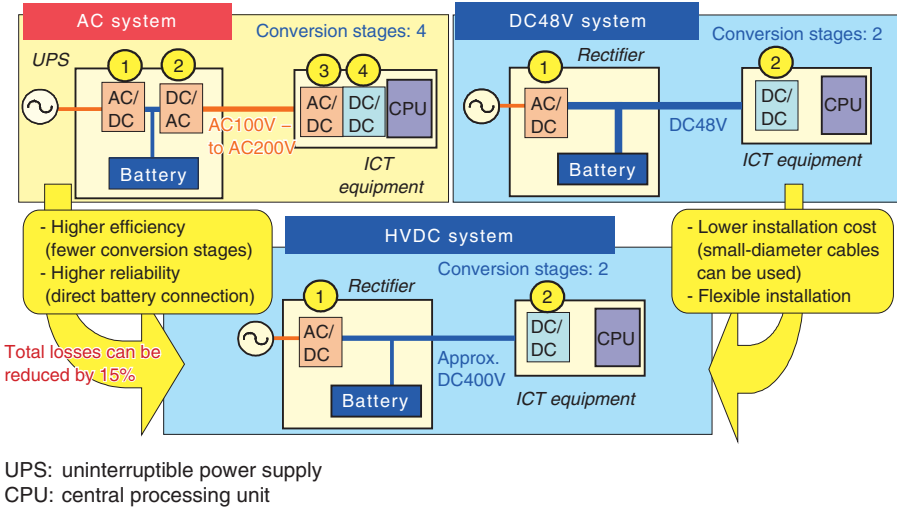 AC system
Conversion stages: 4
UPS
1
2
3
4
AC/
DC
DC/
AC
AC/
DC
DC/
DC
CPU
AC100V –
to AC200V
Battery
ICT
equipment
DC48V system
Conversion stages: 2
Rectifier
1
2
AC/
DC
DC/
DC
CPU
DC48V
Battery
ICT equipment
- Higher efficiency
(fewer conversion stages)
- Higher reliability
(direct battery connection)
Total losses can be
reduced by 15%
- Lower installation cost
(small-diameter cables
can be used)
- Flexible installation
HVDC system
Conversion stages: 2
Rectifier
1
2
AC/
DC
DC/
DC
CPU
Approx.
DC400V
Battery
ICT equipment
UPS: uninterruptible power supply
CPU: central processing unit